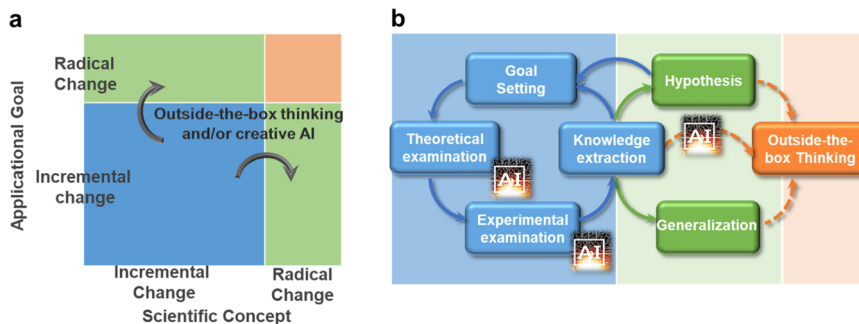 a
Applicational Goal
Radical
Change
Incremental
change
Outside-the-box thinking
and/or creative AI
Incremental
Change
Radical
Change
Scientific Concept
b
Goal
Setting
Hypothesis
Theoretical
examination
AI
Knowledge
extraction
AI
Outside-the-
box Thinking
Experimental
examination
AI
Generalization